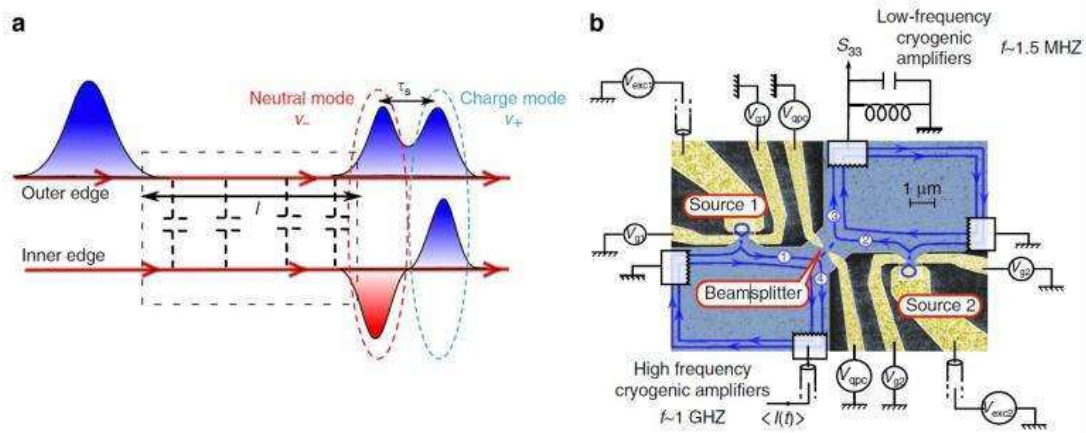 a
Neutral mode
v−
τs
Charge mode
v+
Outer edge
l
Inner edge
b
Low-frequency
cryogenic
amplifiers
f~1.5 MHZ
S33
Vexc1
Vg1
Vqpc
Source 1
1 μm
3
2
Vg1
1
4
Vg2
Beamsplitter
Source 2
High frequency
cryogenic amplifiers
f~1 GHZ
< I(t) >
Vqpc
Vg2
Vexc2